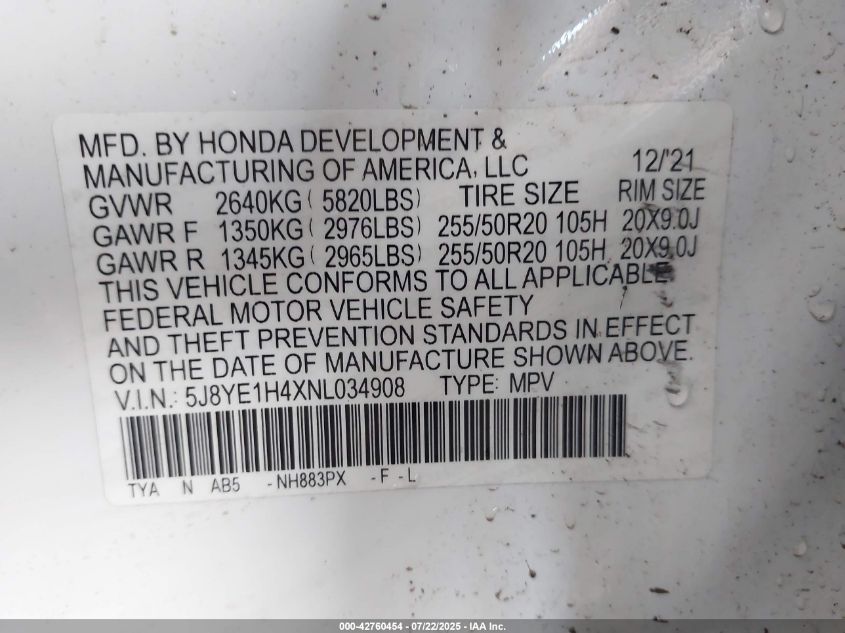 MFD. BY HONDA DEVELOPMENT &
MANUFACTURING OF AMERICA, LLC 12/'21
GVWR 2640KG ( 5820LBS) TIRE SIZE RIM SIZE
GAWR F 1350KG ( 2976LBS) 255/50R20 105H 20X9.0J
GAWR R 1345KG ( 2965LBS) 255/50R20 105H 20X9.0J
THIS VEHICLE CONFORMS TO ALL APPLICABLE
FEDERAL MOTOR VEHICLE SAFETY
AND THEFT PREVENTION STANDARDS IN EFFECT
ON THE DATE OF MANUFACTURE SHOWN ABOVE.
V.I.N.: 5J8YE1H4XNL034908 TYPE: MPV
TYA N AB5 -NH883PX -F -L
000-42760454 - 07/22/2025 - IAA Inc.